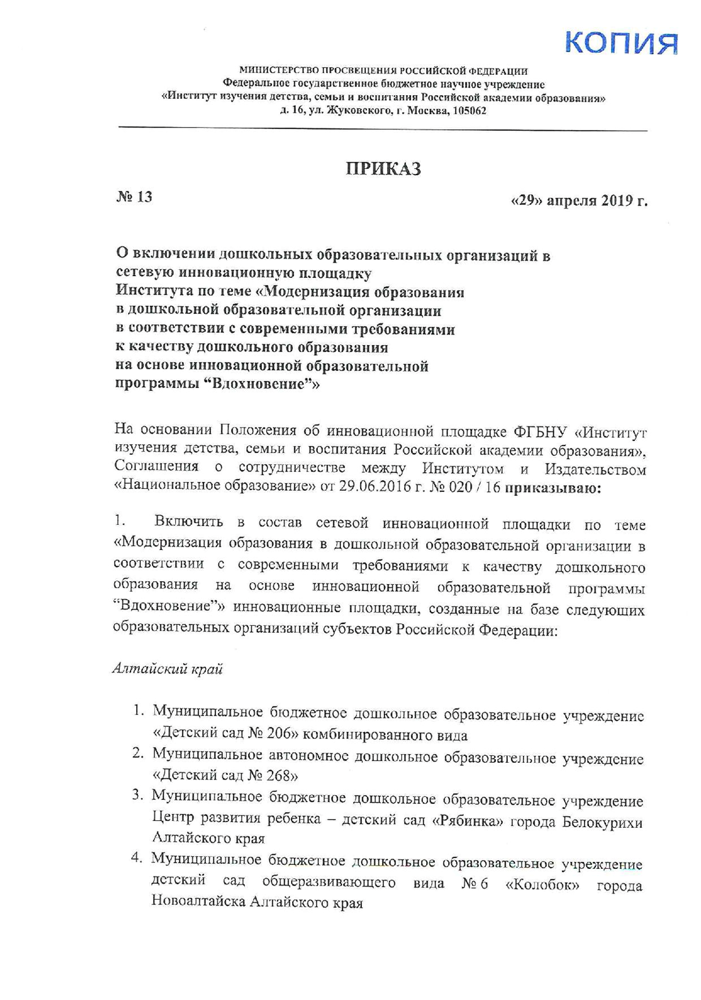 КОПИЯ
МИНИСТЕРСТВО ПРОСВЕЩЕНИЯ РОССИЙСКОЙ ФЕДЕРАЦИИ
Федеральное государственное бюджетное научное учреждение
«Институт изучения детства, семьи и воспитания Российской академии образования»
д. 16, ул. Жуковского, г. Москва, 105062
ПРИКАЗ
№ 13
«29» апреля 2019 г.
О включении дошкольных образовательных организаций в
сетевую инновационную площадку
Института по теме «Модернизация образования
в дошкольной образовательной организации
в соответствии с современными требованиями
к качеству дошкольного образования
на основе инновационной образовательной
программы “Вдохновение”»
На основании Положения об инновационной площадке ФГБНУ «Институт
изучения детства, семьи и воспитания Российской академии образования»,
Соглашения о сотрудничестве между Институтом и Издательством
«Национальное образование» от 29.06.2016 г. № 020 / 16 приказываю:
1. Включить в состав сетевой инновационной площадки по теме
«Модернизация образования в дошкольной образовательной организации в
соответствии с современными требованиями к качеству дошкольного
образования на основе инновационной образовательной программы
“Вдохновение”» инновационные площадки, созданные на базе следующих
образовательных организаций субъектов Российской Федерации:
Алтайский край
1. Муниципальное бюджетное дошкольное образовательное учреждение
«Детский сад № 206» комбинированного вида
2. Муниципальное автономное дошкольное образовательное учреждение
«Детский сад № 268»
3. Муниципальное бюджетное дошкольное образовательное учреждение
Центр развития ребенка – детский сад «Рябинка» города Белокурихи
Алтайского края
4. Муниципальное бюджетное дошкольное образовательное учреждение
детский сад общеразвивающего вида № 6 «Колобок» города
Новоалтайска Алтайского края